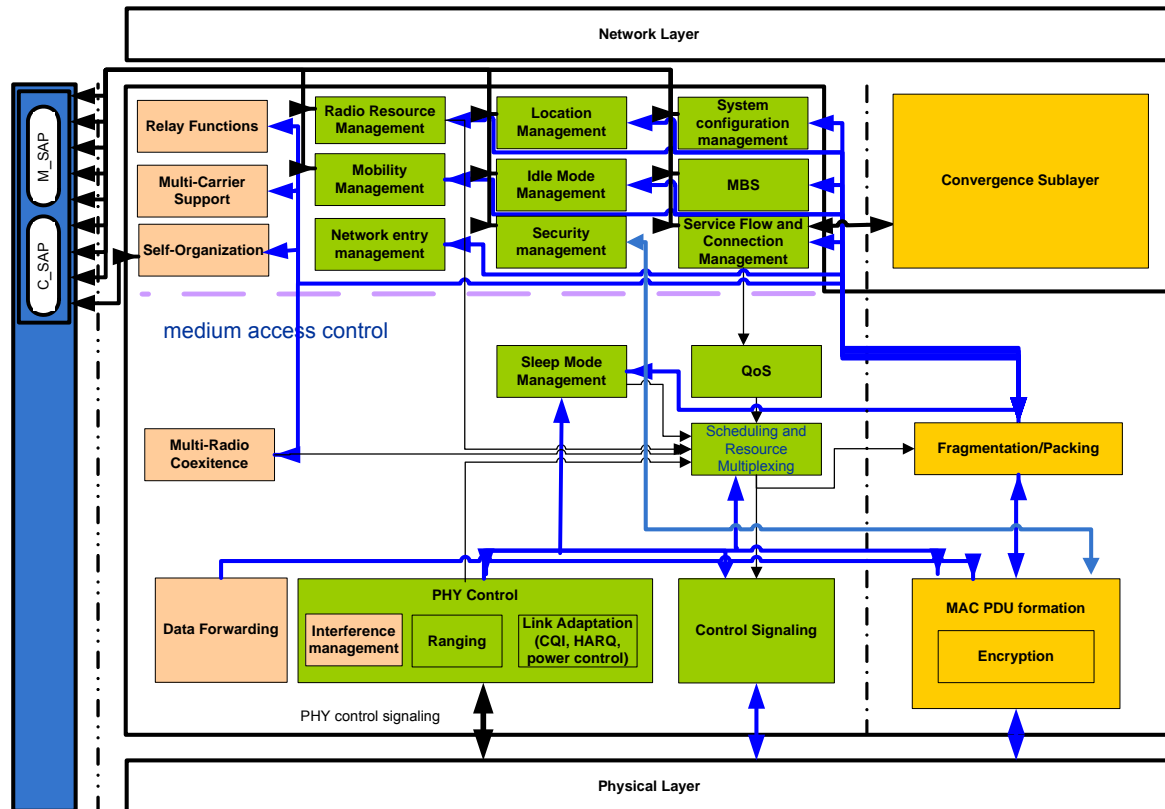 Network Layer
M_SAP
C_SAP
Relay Functions
Radio Resource
Management
Location
Management
System
configuration
management
Convergence Sublayer
Multi-Carrier
Support
Mobility
Management
Idle Mode
Management
MBS
Self-Organization
Network entry
management
Security
management
Service Flow and
Connection
Management
medium access control
Sleep Mode
Management
QoS
Multi-Radio
Coexitence
Scheduling and
Resource
Multiplexing
Fragmentation/Packing
Data Forwarding
PHY Control
Interference
management
Ranging
Link Adaptation
(CQI, HARQ,
power control)
Control Signaling
MAC PDU formation
Encryption
PHY control signaling
Physical Layer